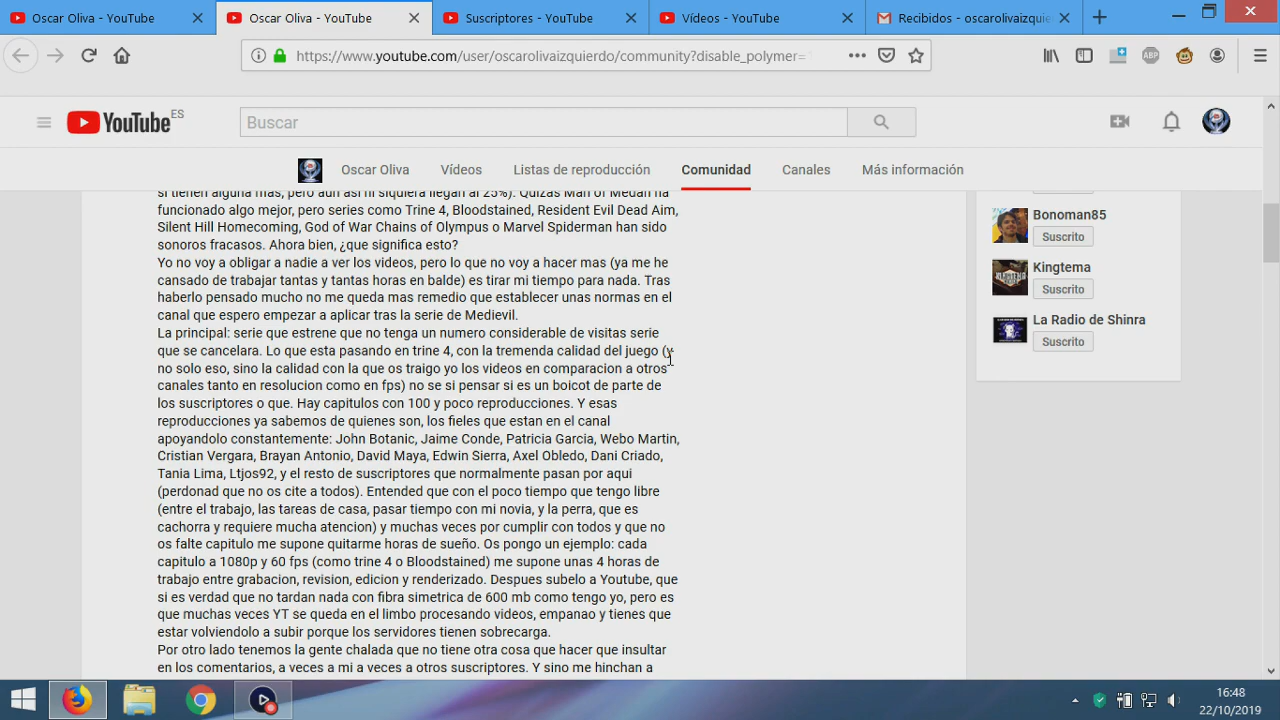 Oscar Oliva - YouTube
Oscar Oliva - YouTube
Suscriptores - YouTube
Vídeos - YouTube
Recibidos - oscarolivaizquie
https://www.youtube.com/user/oscarolivaizquierdo/community?disable_polymer=
ABP
YouTube ES
Buscar
Oscar Oliva
Vídeos
Listas de reproducción
Comunidad
Canales
Más información
si tienen alguna mas, pero aun asi ni siquiera llegan al 25%). Quizas Man of Medan ha
funcionado algo mejor, pero series como Trine 4, Bloodstained, Resident Evil Dead Aim,
Silent Hill Homecoming, God of War Chains of Olympus o Marvel Spiderman han sido
sonoros fracasos. Ahora bien, ¿que significa esto?
Yo no voy a obligar a nadie a ver los videos, pero lo que no voy a hacer mas (ya me he
cansado de trabajar tantas y tantas horas en balde) es tirar mi tiempo para nada. Tras
haberlo pensado mucho no me queda mas remedio que establecer unas normas en el
canal que espero empezar a aplicar tras la serie de Medievil.
La principal: serie que estrene que no tenga un numero considerable de visitas serie
que se cancelara. Lo que esta pasando en trine 4, con la tremenda calidad del juego (y
no solo eso, sino la calidad con la que os traigo yo los videos en comparacion a otros
canales tanto en resolucion como en fps) no se si pensar si es un boicot de parte de
los suscriptores o que. Hay capitulos con 100 y poco reproducciones. Y esas
reproducciones ya sabemos de quienes son, los fieles que estan en el canal
apoyandolo constantemente: John Botanic, Jaime Conde, Patricia Garcia, Webo Martin,
Cristian Vergara, Brayan Antonio, David Maya, Edwin Sierra, Axel Obledo, Dani Criado,
Tania Lima, Ltjos92, y el resto de suscriptores que normalmente pasan por aqui
(perdonad que no os cite a todos). Entended que con el poco tiempo que tengo libre
(entre el trabajo, las tareas de casa, pasar tiempo con mi novia, y la perra, que es
cachorra y requiere mucha atencion) y muchas veces por cumplir con todos y que no
os falte capitulo me supone quitarme horas de sueño. Os pongo un ejemplo: cada
capitulo a 1080p y 60 fps (como trine 4 o Bloodstained) me supone unas 4 horas de
trabajo entre grabacion, revision, edicion y renderizado. Despues subelo a Youtube, que
si es verdad que no tardan nada con fibra simetrica de 600 mb como tengo yo, pero es
que muchas veces YT se queda en el limbo procesando videos, empanao y tienes que
estar volviendolo a subir porque los servidores tienen sobrecarga.
Por otro lado tenemos la gente chalada que no tiene otra cosa que hacer que insultar
en los comentarios, a veces a mi a veces a otros suscriptores. Y sino me hinchan a
Bonoman85
Suscrito
Kingtema
Suscrito
La Radio de Shinra
Suscrito
16:48
22/10/2019